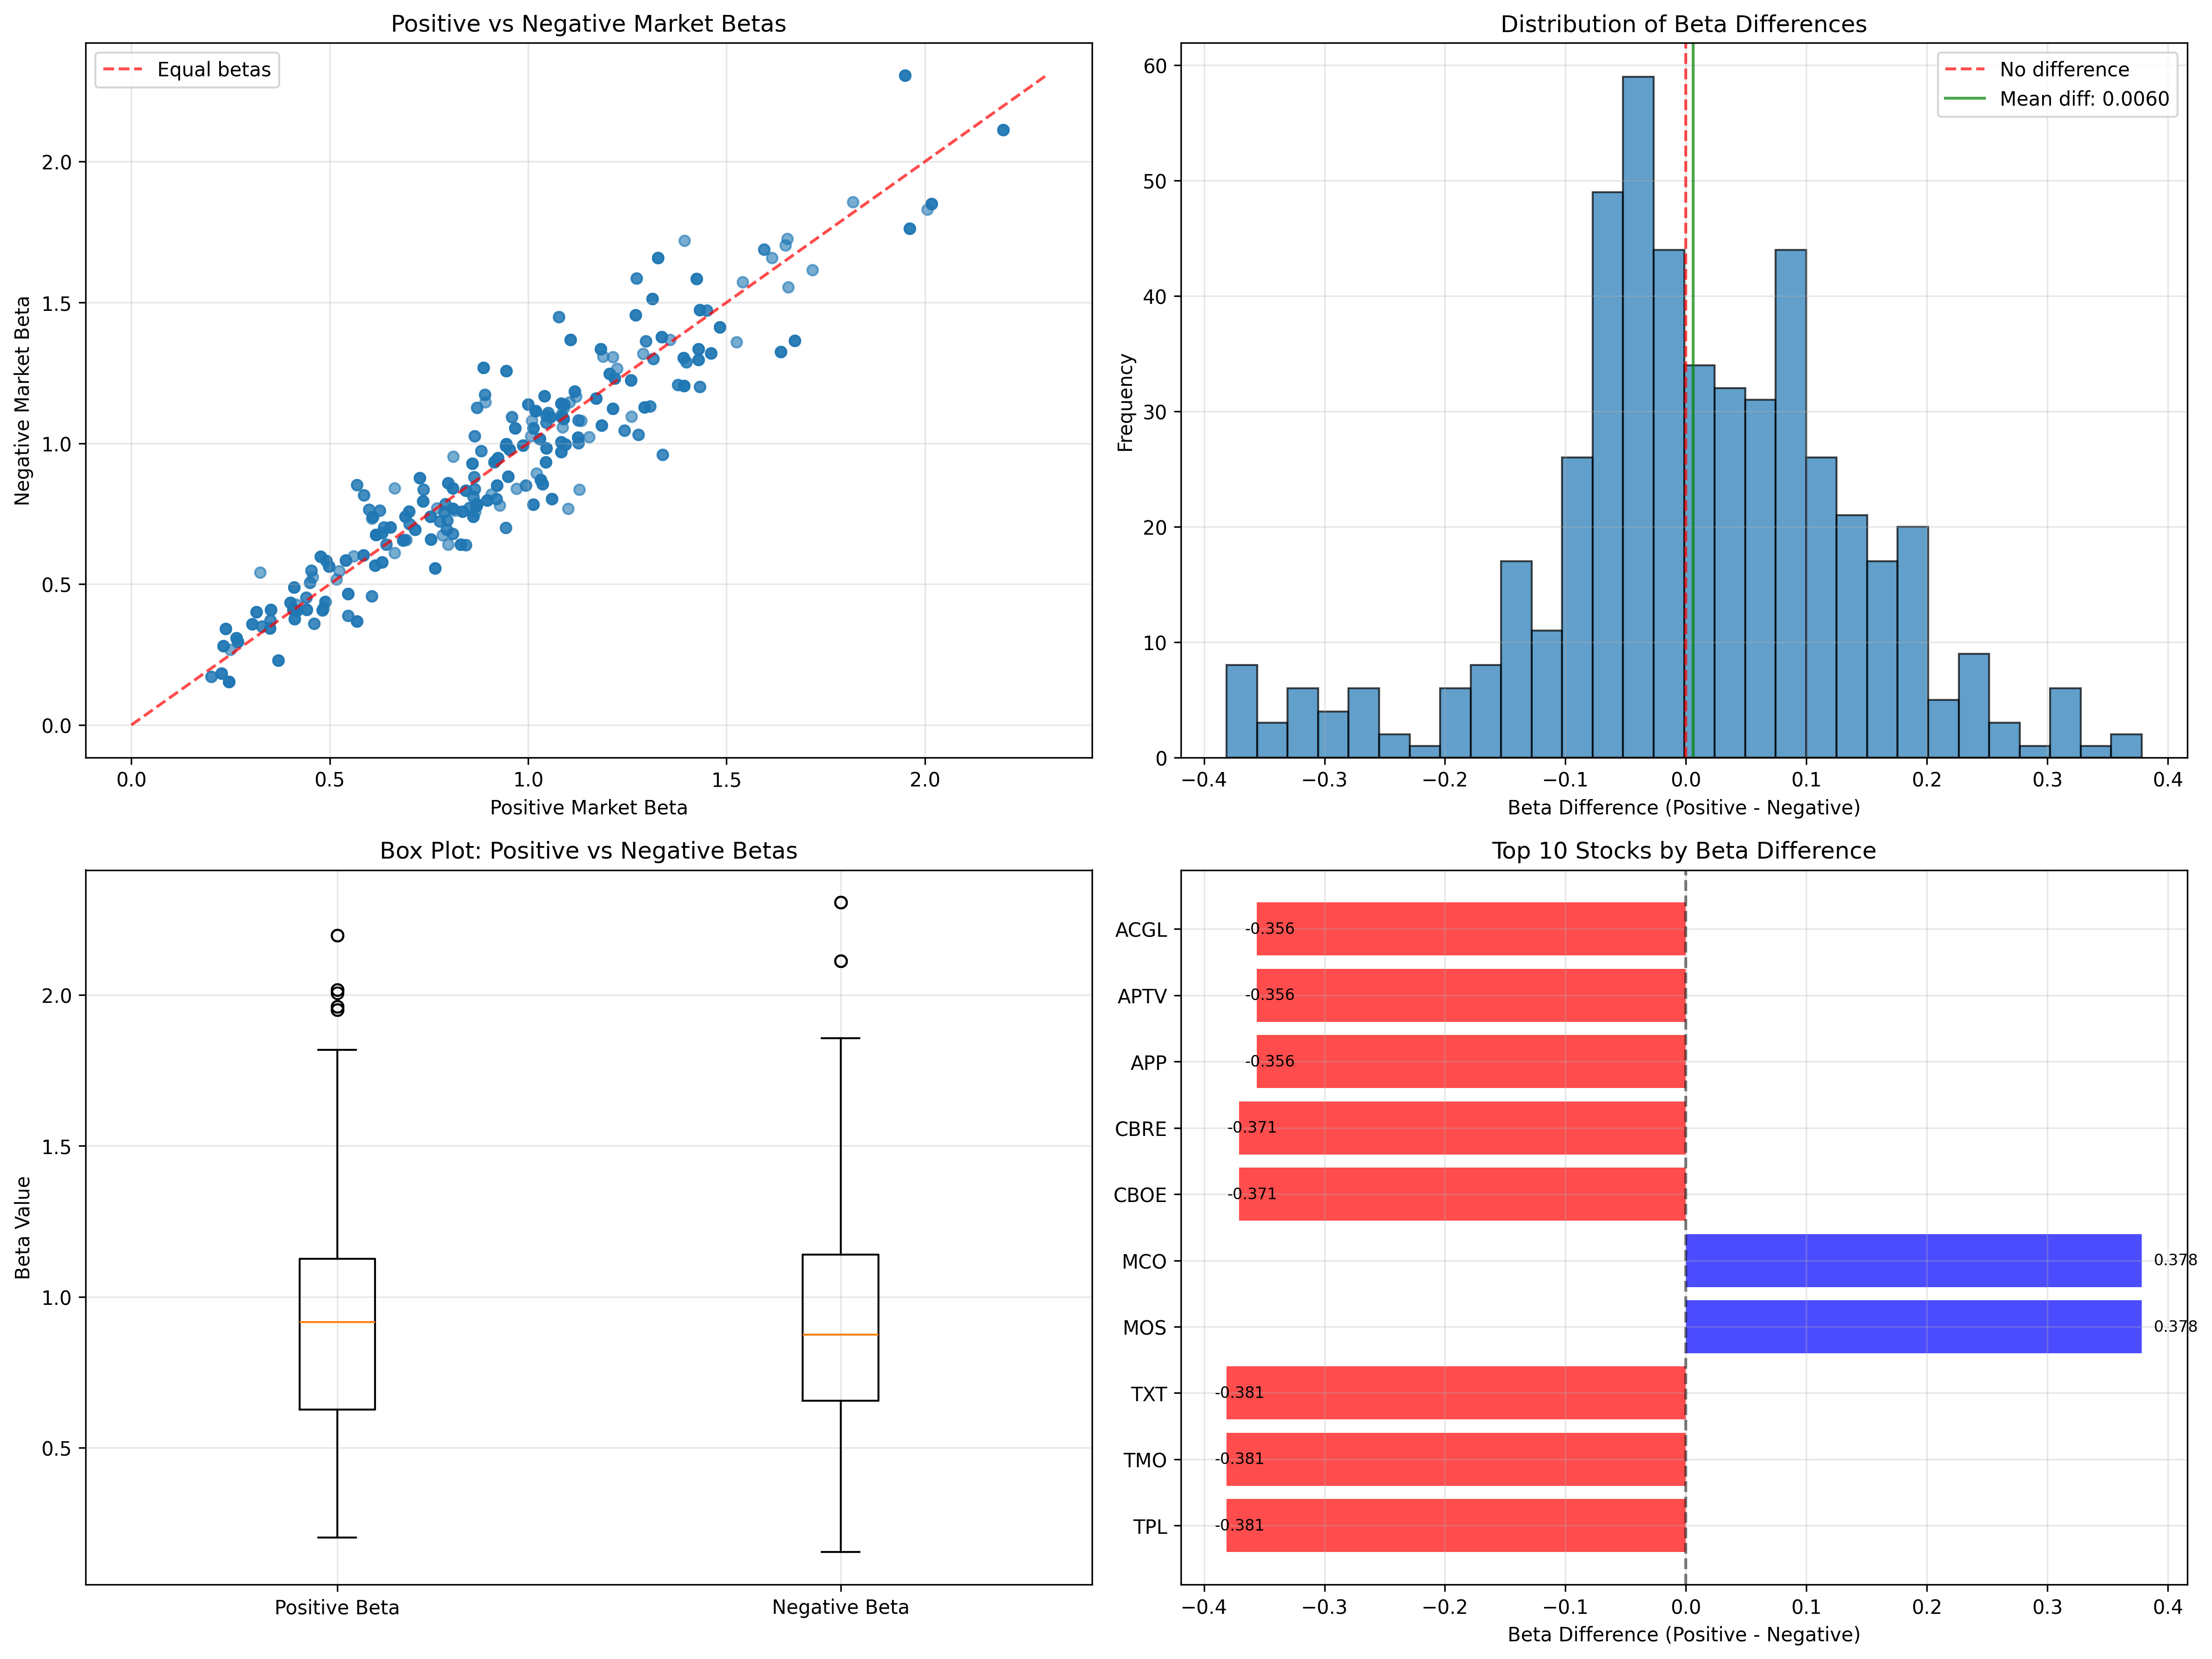 Positive vs Negative Market Betas
Equal betas
Negative Market Beta
2.0
1.5
1.0
0.5
0.0
0.0 0.5 1.0 1.5 2.0
Positive Market Beta
Distribution of Beta Differences
No difference
Mean diff: 0.0060
Frequency
60
50
40
30
20
10
0
−0.4 −0.3 −0.2 −0.1 0.0 0.1 0.2 0.3 0.4
Beta Difference (Positive - Negative)
Box Plot: Positive vs Negative Betas
Beta Value
2.0
1.5
1.0
0.5
Positive Beta Negative Beta
Top 10 Stocks by Beta Difference
ACGL -0.356
APTV -0.356
APP -0.356
CBRE -0.371
CBOE -0.371
MCO 0.378
MOS 0.378
TXT -0.381
TMO -0.381
TPL -0.381
−0.4 −0.3 −0.2 −0.1 0.0 0.1 0.2 0.3 0.4
Beta Difference (Positive - Negative)